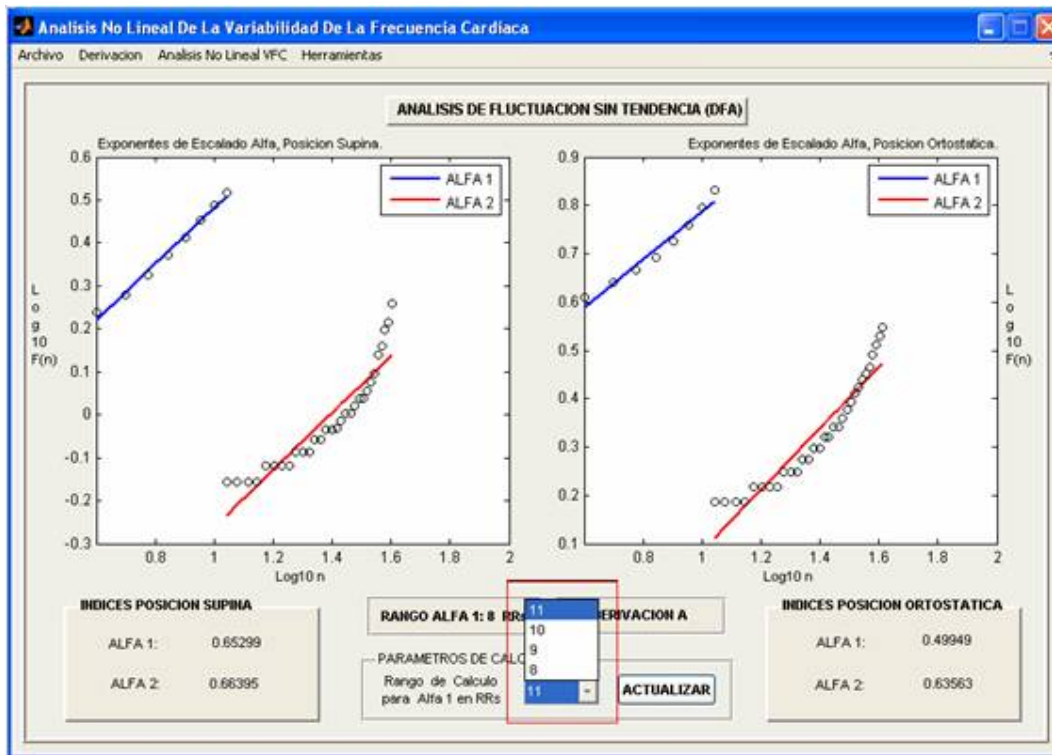 Analisis No Lineal De La Variabilidad De La Frecuencia Cardiaca
Archivo Derivacion Analisis No Lineal VFC Herramientas
ANALISIS DE FLUCTUACION SIN TENDENCIA (DFA)
Exponentes de Escalado Alfa, Posicion Supina.
ALFA 1
ALFA 2
0.6
0.5
0.4
0.3
0.2
0.1
0
-0.1
-0.2
-0.3
Log10 F(n)
0.8 1 1.2 1.4 1.6 1.8 2
Log10 n
Exponentes de Escalado Alfa, Posicion Ortostatica.
ALFA 1
ALFA 2
0.9
0.8
0.7
0.6
0.5
0.4
0.3
0.2
0.1
Log10 F(n)
0.8 1 1.2 1.4 1.6 1.8 2
Log10 n
INDICES POSICION SUPINA
ALFA 1: 0.65299
ALFA 2: 0.66395
RANGO ALFA 1: 8 RRs
11
10
9
8
PARAMETROS DE CALC
Rango de Calculo
para Alfa 1 en RRs
11
ACTUALIZAR
INDICES POSICION ORTOSTATICA
ALFA 1: 0.49949
ALFA 2: 0.63563